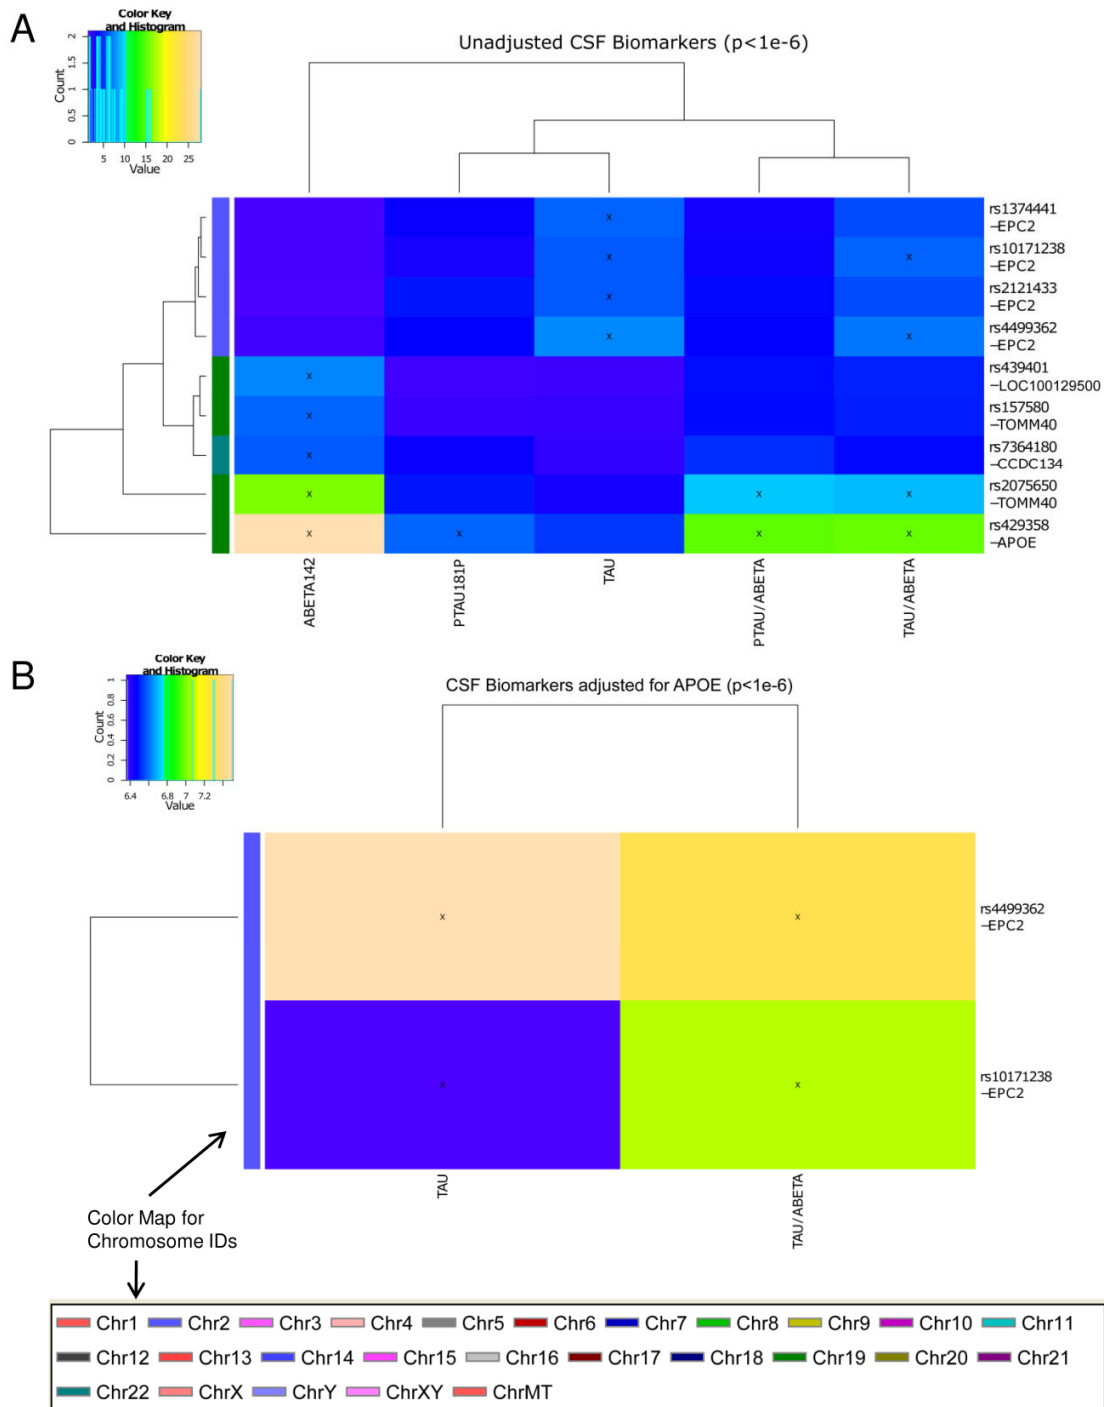 A
Color Key
and Histogram
Count
0 0.5 1 1.5 2
5 10 15 20 25
Value
Unadjusted CSF Biomarkers (p<1e-6)
x
rs1374441
–EPC2
x x
rs10171238
–EPC2
x
rs2121433
–EPC2
x x
rs4499362
–EPC2
x
rs439401
–LOC100129500
x
rs157580
–TOMM40
x
rs7364180
–CCDC134
x x x
rs2075650
–TOMM40
x x x x
rs429358
–APOE
ABETA142 PTAU181P TAU PTAU/ABETA TAU/ABETA
B
Color Key
and Histogram
Count
0 0.2 0.4 0.6 0.8 1
6.4 6.8 7 7.2
Value
CSF Biomarkers adjusted for APOE (p<1e-6)
x x
rs4499362
–EPC2
x x
rs10171238
–EPC2
TAU TAU/ABETA
Color Map for
Chromosome IDs
Chr1 Chr2 Chr3 Chr4 Chr5 Chr6 Chr7 Chr8 Chr9 Chr10 Chr11
Chr12 Chr13 Chr14 Chr15 Chr16 Chr17 Chr18 Chr19 Chr20 Chr21
Chr22 ChrX ChrY ChrXY ChrMT